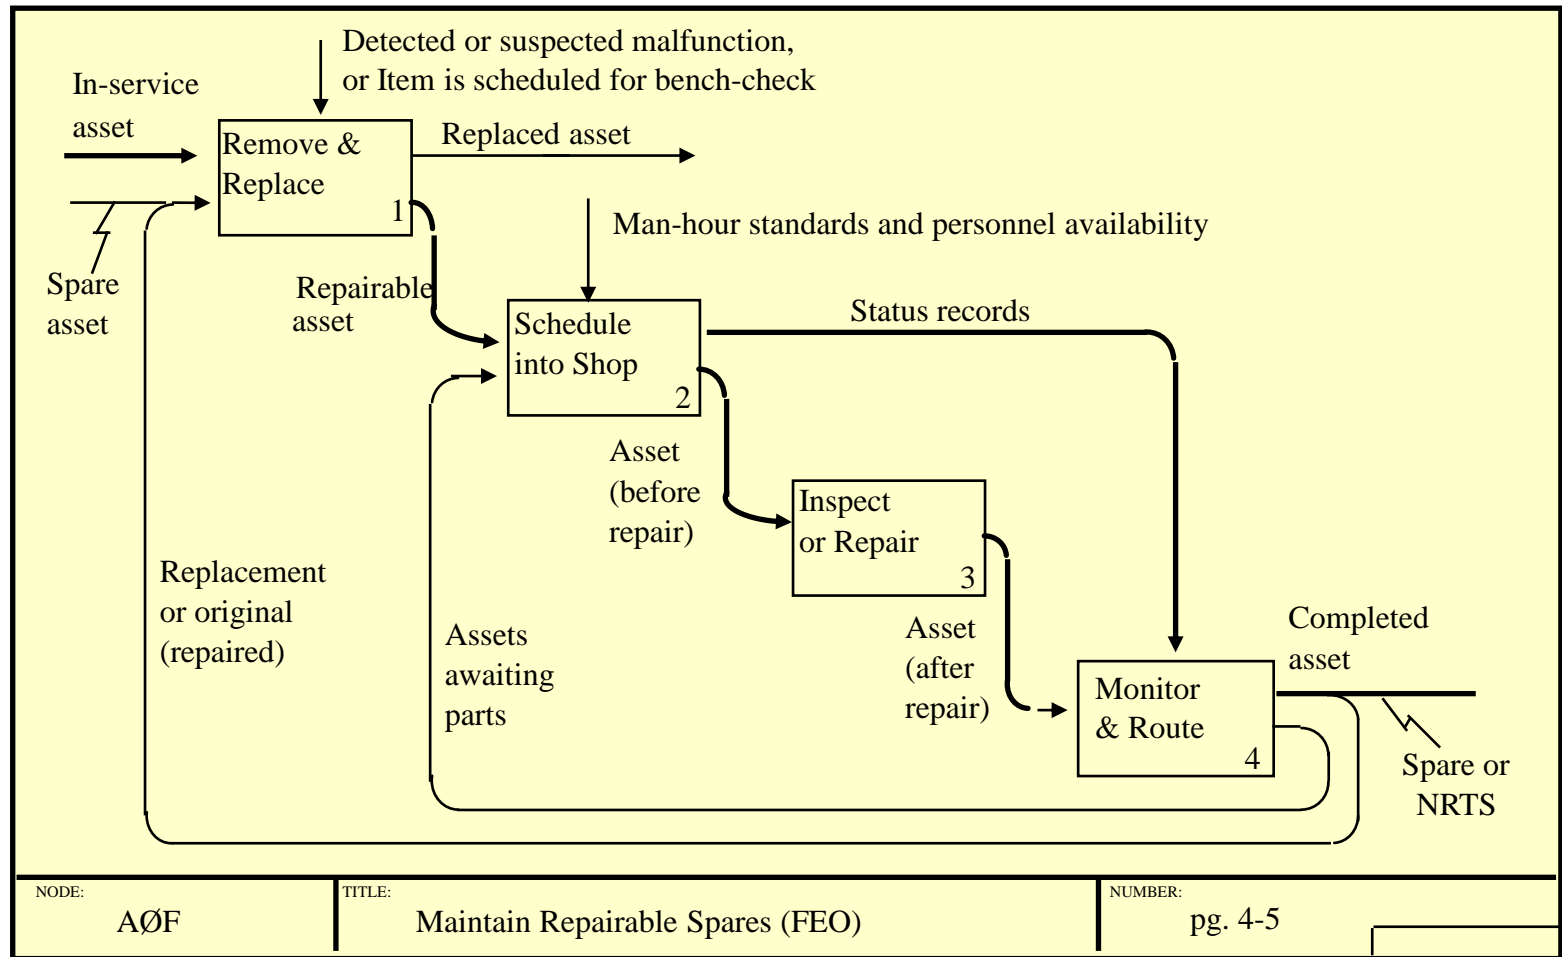 Detected or suspected malfunction,
or Item is scheduled for bench-check
In-service
asset
Remove &
Replace
1
Replaced asset
Spare
asset
Man-hour standards and personnel availability
Repairable
asset
Schedule
into Shop
2
Status records
Asset
(before
repair)
Inspect
or Repair
3
Replacement
or original
(repaired)
Assets
awaiting
parts
Asset
(after
repair)
Monitor
& Route
4
Completed
asset
Spare or
NRTS
NODE:
AØF
TITLE:
Maintain Repairable Spares (FEO)
NUMBER:
pg. 4-5